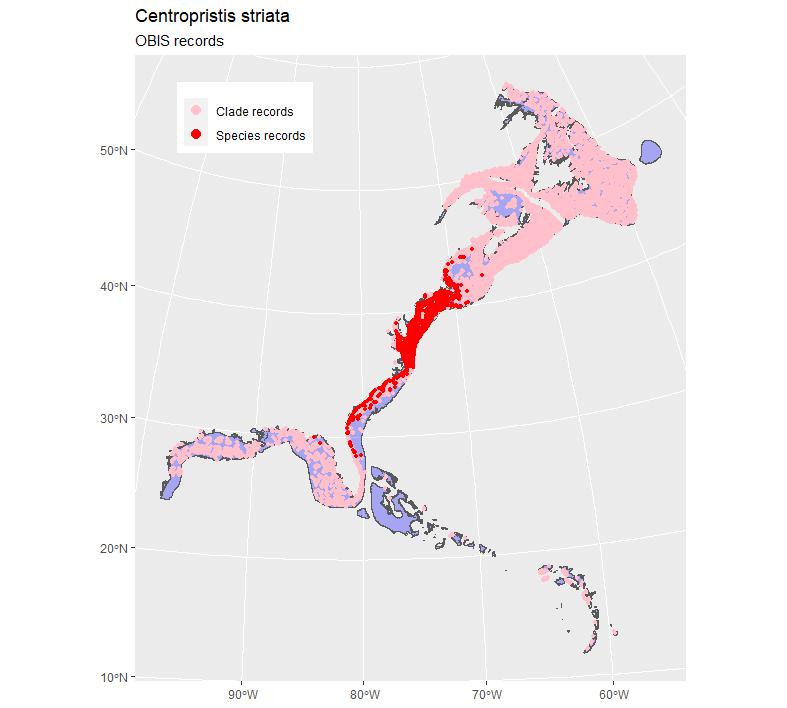 Centropristis striata
OBIS records
Clade records
Species records
50°N
40°N
30°N
20°N
10°N
90°W
80°W
70°W
60°W